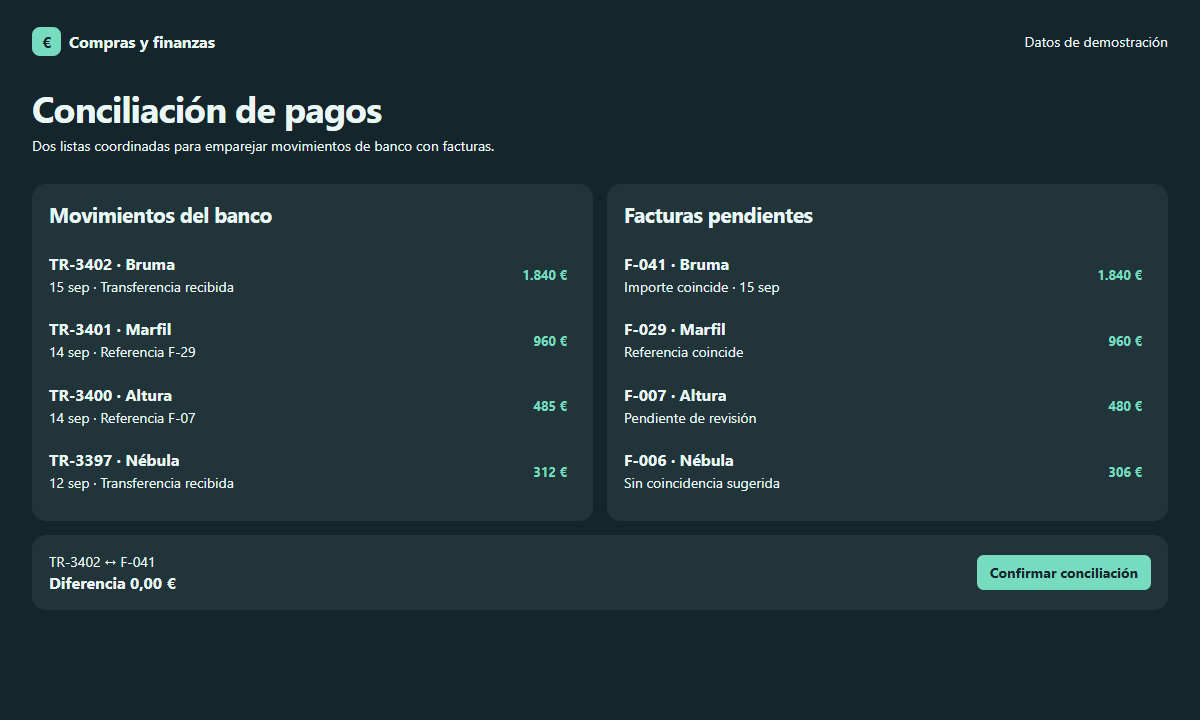 € Compras y finanzas
Datos de demostración
Conciliación de pagos
Dos listas coordinadas para emparejar movimientos de banco con facturas.
Movimientos del banco
TR-3402 · Bruma
15 sep · Transferencia recibida
1.840 €
TR-3401 · Marfil
14 sep · Referencia F-29
960 €
TR-3400 · Altura
14 sep · Referencia F-07
485 €
TR-3397 · Nébula
12 sep · Transferencia recibida
312 €
Facturas pendientes
F-041 · Bruma
Importe coincide · 15 sep
1.840 €
F-029 · Marfil
Referencia coincide
960 €
F-007 · Altura
Pendiente de revisión
480 €
F-006 · Nébula
Sin coincidencia sugerida
306 €
TR-3402 ↔ F-041
Diferencia 0,00 €
Confirmar conciliación